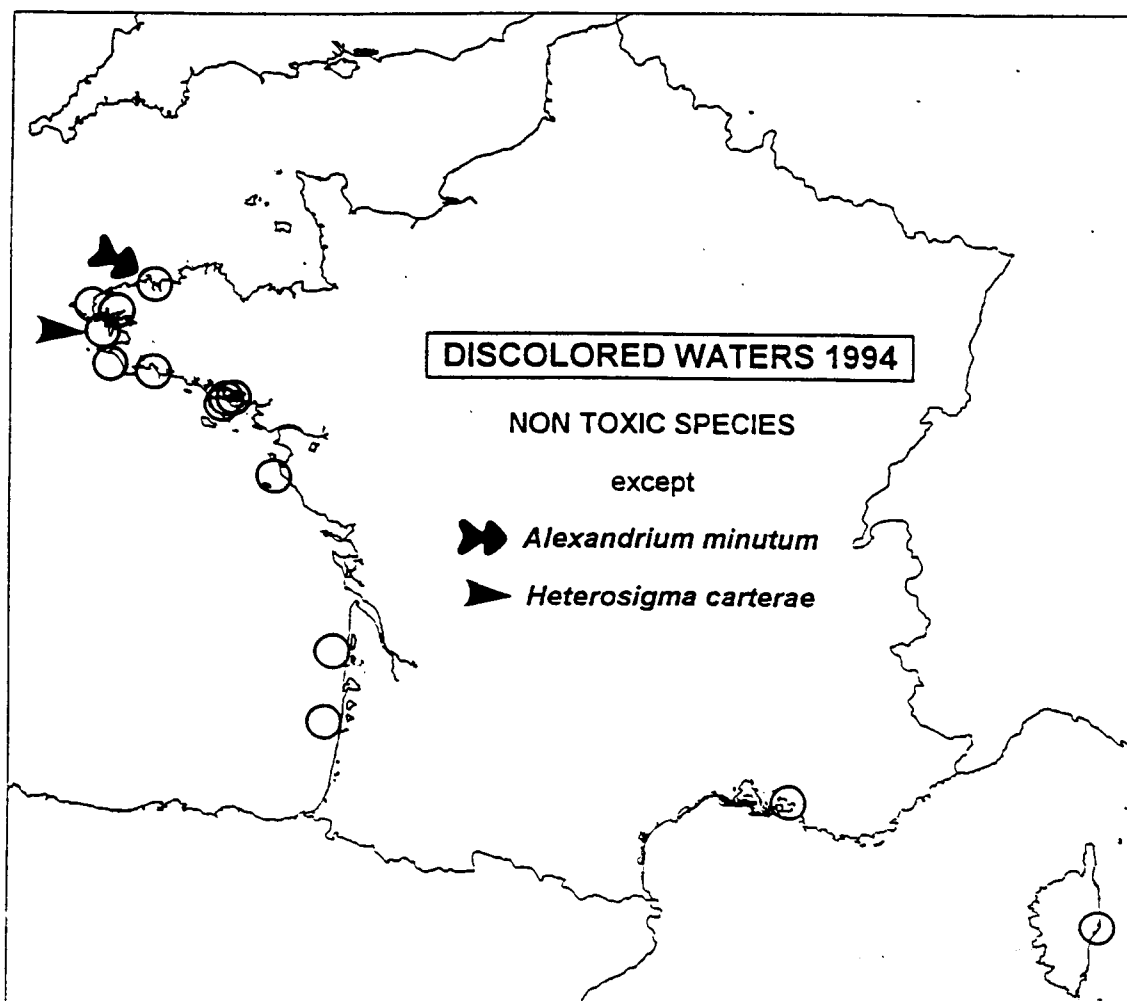 DISCOLORED WATERS 1994
NON TOXIC SPECIES
except
Alexandrium minutum
Heterosigma carterae